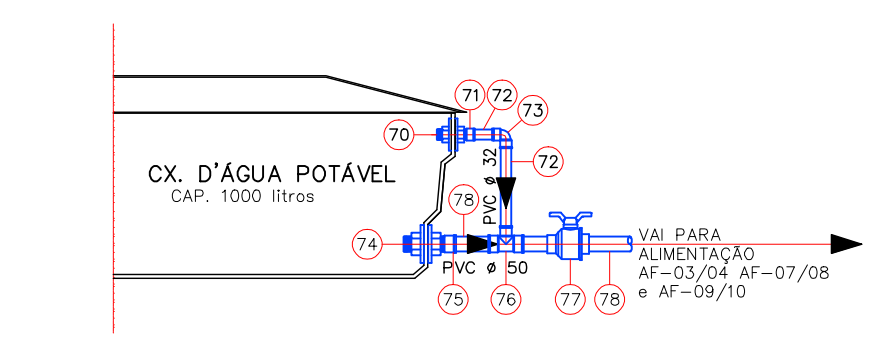 71
72
73
70
CX. D'ÁGUA POTÁVEL
CAP. 1000 litros
PVC ø 32
72
78
74
VAI PARA
ALIMENTAÇÃO
AF-03/04 AF-07/08
e AF-09/10
PVC ø 50
75
76
77
78